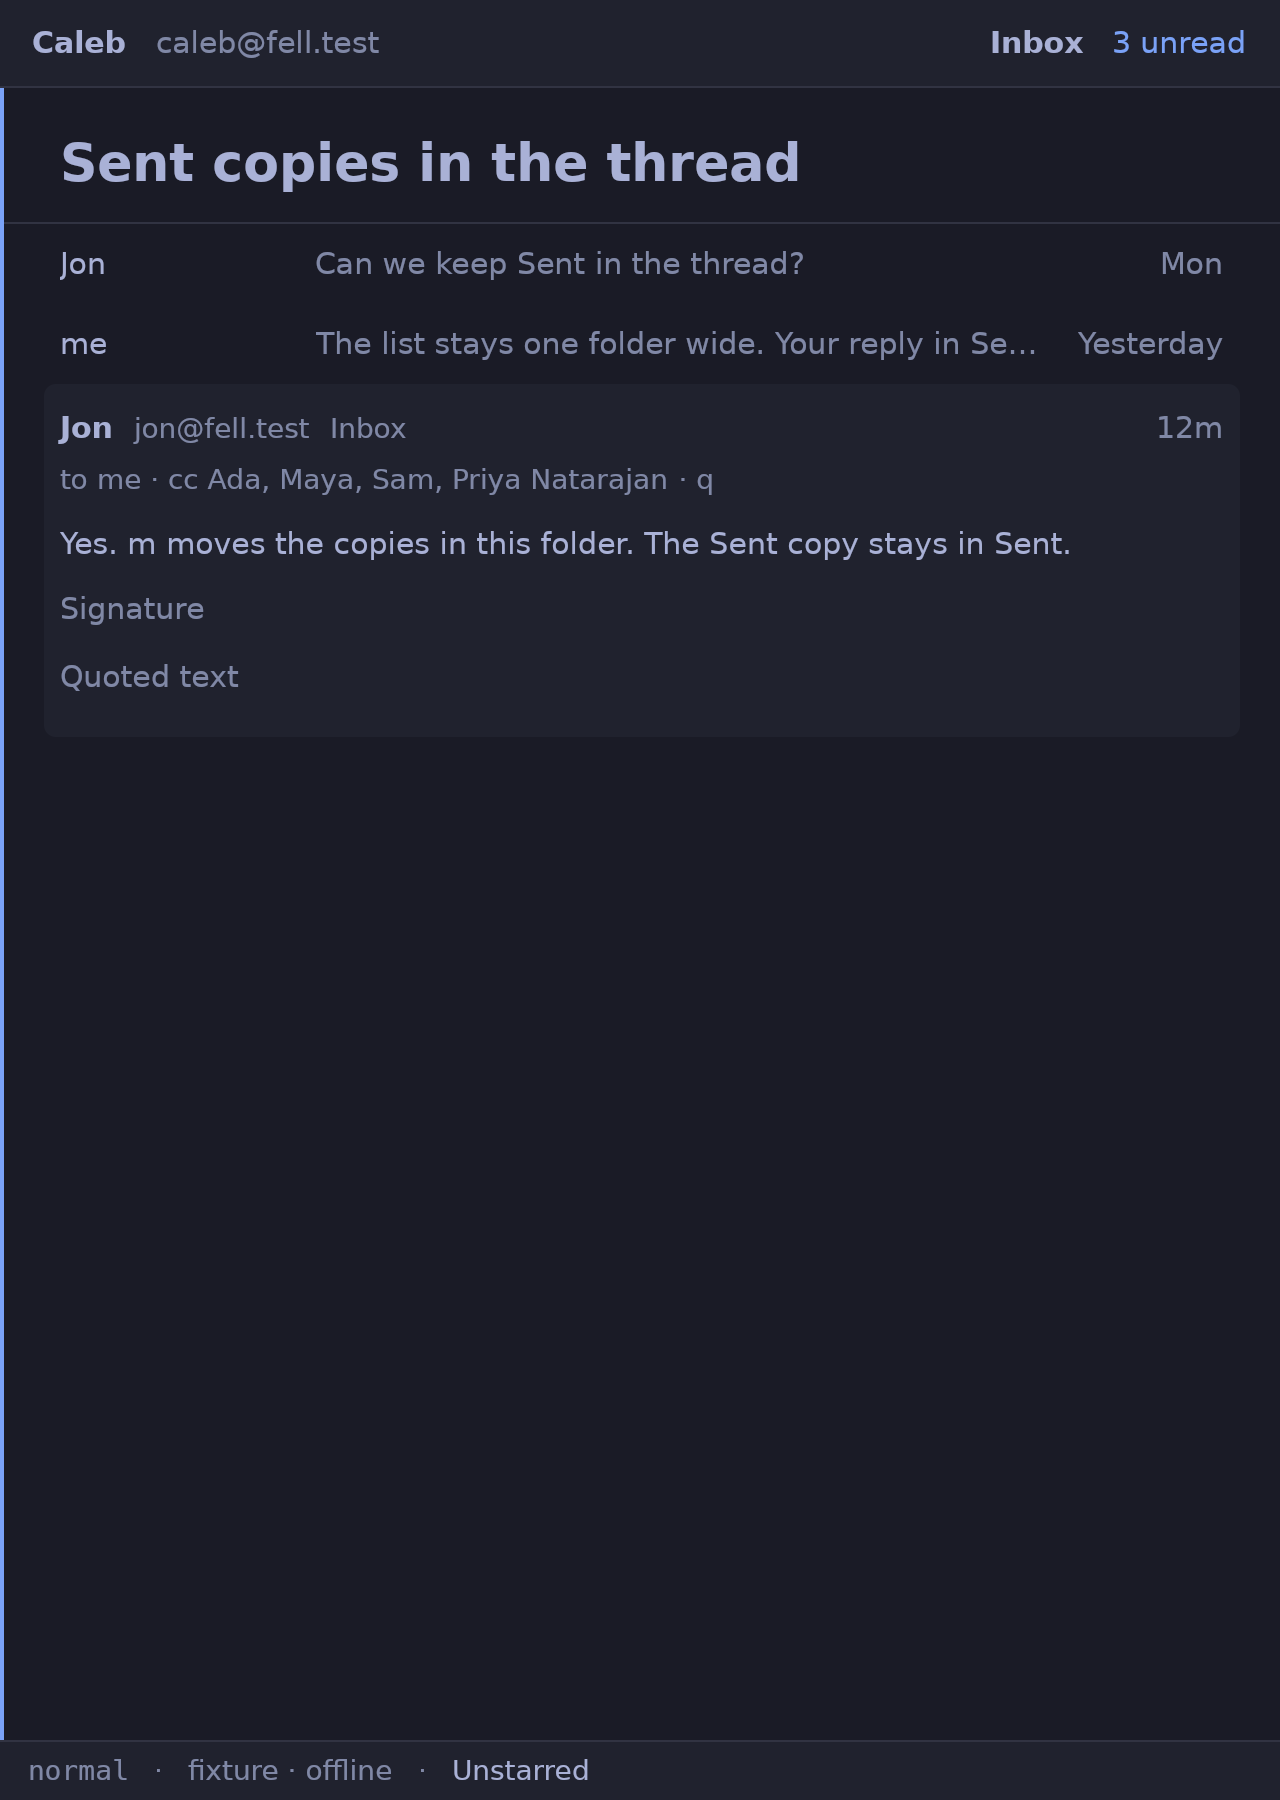 Caleb caleb@fell.test Inbox 3 unread
Sent copies in the thread
Jon Can we keep Sent in the thread? Mon
me The list stays one folder wide. Your reply in Se… Yesterday
Jon jon@fell.test Inbox 12m
to me · cc Ada, Maya, Sam, Priya Natarajan · q
Yes. m moves the copies in this folder. The Sent copy stays in Sent.
Signature
Quoted text
normal · fixture · offline · Unstarred